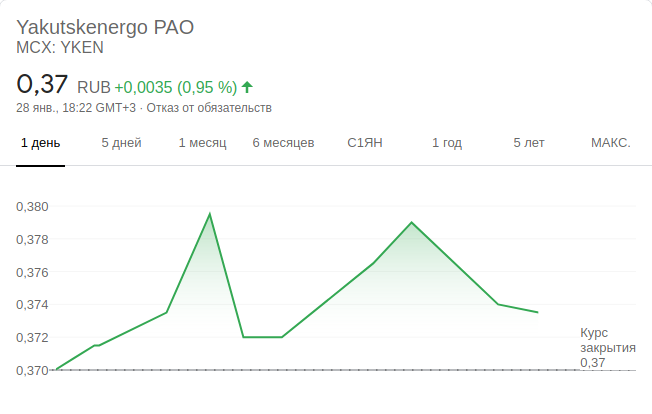 Yakutskenergo PAO
MCX: YKEN
0,37 RUB +0,0035 (0,95 %)
28 янв., 18:22 GMT+3 · Отказ от обязательств
1 день 5 дней 1 месяц 6 месяцев С1ЯН 1 год 5 лет МАКС.
0,380
0,378
0,376
0,374
0,372
0,370
Курс
закрытия
0,37